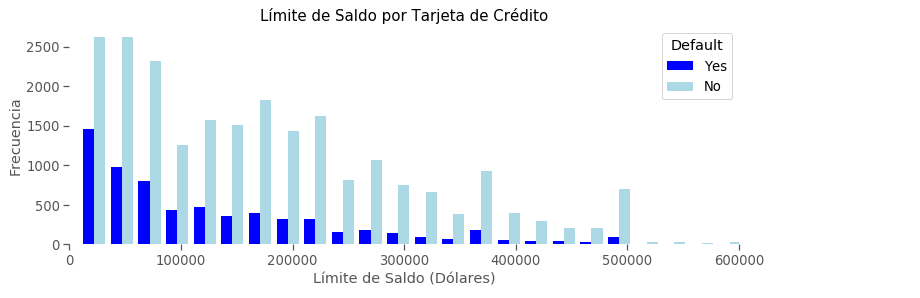 Límite de Saldo por Tarjeta de Crédito
Default
Yes
No
Frecuencia
2500
2000
1500
1000
500
0
0 100000 200000 300000 400000 500000 600000
Límite de Saldo (Dólares)